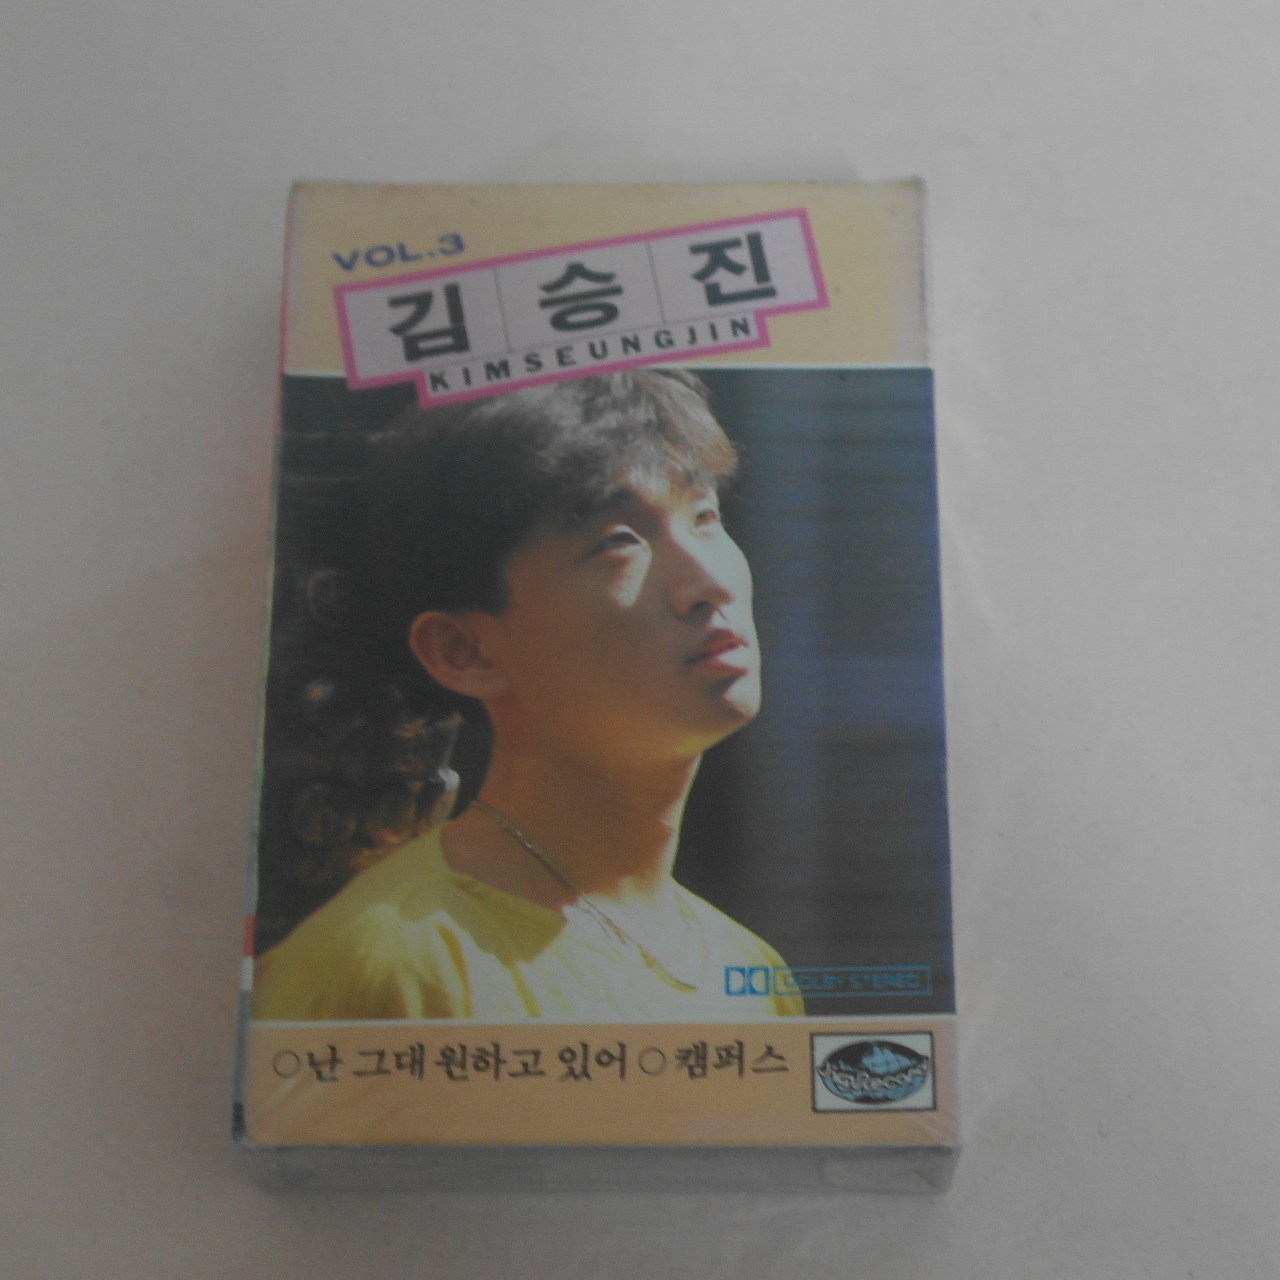 VOL.3
김승진
KIMSEUNGJIN
DOLBY STEREO
○난 그대 원하고 있어 ○캠퍼스